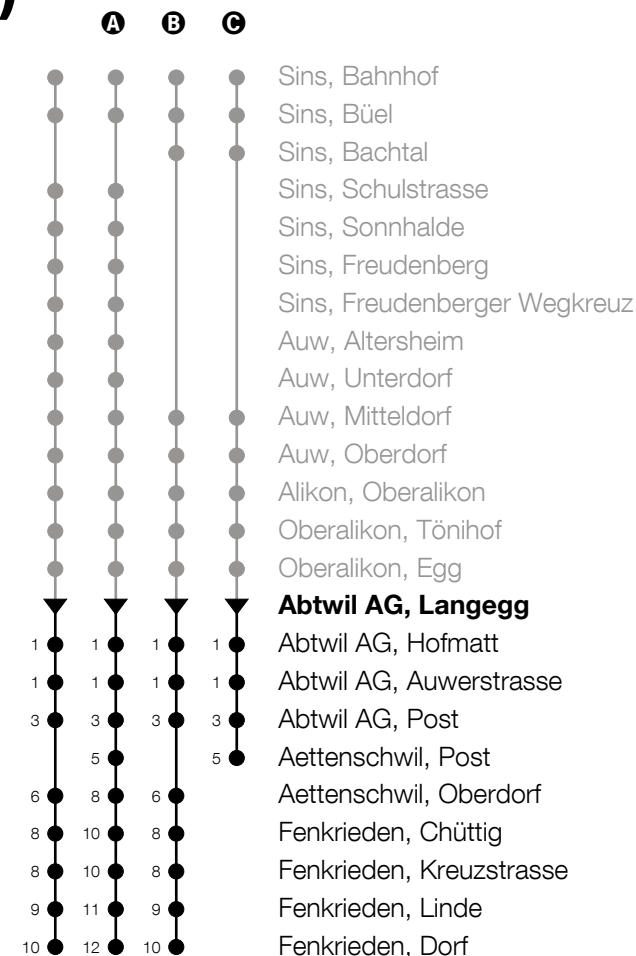 )
A B C
Sins, Bahnhof
Sins, Büel
Sins, Bachtal
Sins, Schulstrasse
Sins, Sonnhalde
Sins, Freudenberg
Sins, Freudenberger Wegkreuz
Auw, Altersheim
Auw, Unterdorf
Auw, Mitteldorf
Auw, Oberdorf
Alikon, Oberalikon
Oberalikon, Tönihof
Oberalikon, Egg
Abtwil AG, Langegg
1 1 1 1 Abtwil AG, Hofmatt
1 1 1 1 Abtwil AG, Auwerstrasse
3 3 3 3 Abtwil AG, Post
5 5 Aettenschwil, Post
6 8 6 Aettenschwil, Oberdorf
8 10 8 Fenkrieden, Chüttig
8 10 8 Fenkrieden, Kreuzstrasse
9 11 9 Fenkrieden, Linde
10 12 10 Fenkrieden, Dorf